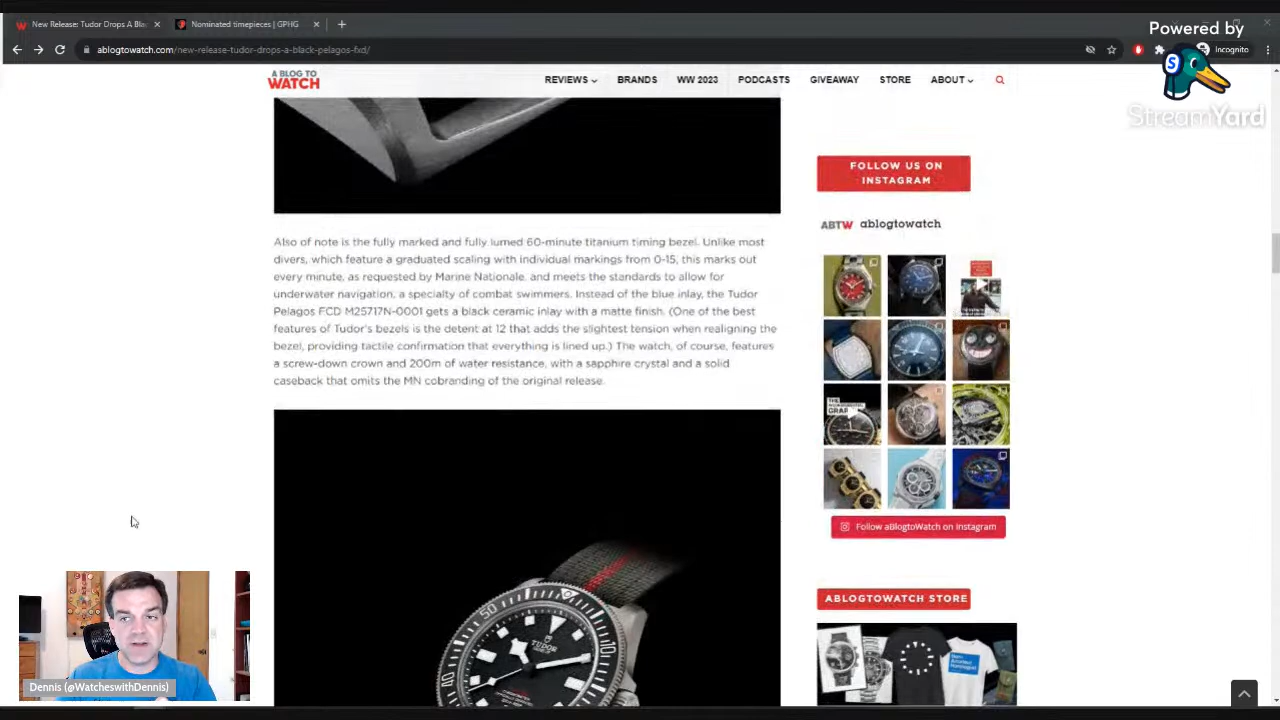 New Release: Tudor Drops A Bla
Nominated timepieces | GPHG
Powered by
StreamYard
ablogtowatch.com/new-release-tudor-drops-a-black-pelagos-fxd/
Incognito
A BLOG TO
WATCH
REVIEWS
BRANDS
WW 2023
PODCASTS
GIVEAWAY
STORE
ABOUT
FOLLOW US ON
INSTAGRAM
ABTW ablogtowatch
Also of note is the fully marked and fully lumed 60-minute titanium timing bezel. Unlike most
divers, which feature a graduated scaling with individual markings from 0-15, this marks out
every minute, as requested by Marine Nationale, and meets the standards to allow for
underwater navigation, a specialty of combat swimmers. Instead of the blue inlay, the Tudor
Pelagos FCD M25717N-0001 gets a black ceramic inlay with a matte finish. (One of the best
features of Tudor's bezels is the detent at 12 that adds the slightest tension when realigning the
bezel, providing tactile confirmation that everything is lined up.) The watch, of course, features
a screw-down crown and 200m of water resistance, with a sapphire crystal and a solid
caseback that omits the MN cobranding of the original release.
Follow aBlogtoWatch on Instagram
ABLOGTOWATCH STORE
50
10
40
TUDOR
Dennis (@WatcheswithDennis)